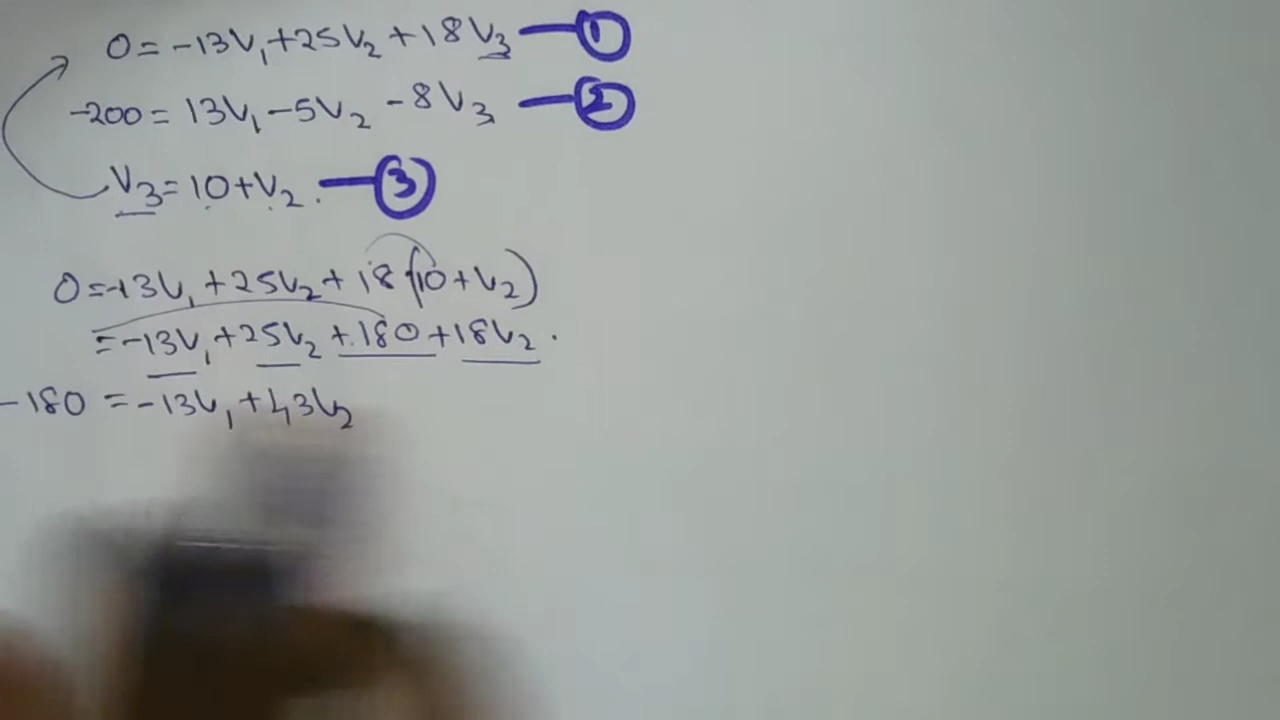 0 = -13V₁ + 25V₂ + 18V₃ — ①
-200 = 13V₁ - 5V₂ - 8V₃ — ②
V₃ = 10 + V₂ . — ③
0 = -13V₁ + 25V₂ + 18(10 + V₂)
= -13V₁ + 25V₂ + 180 + 18V₂ .
-180 = -13V₁ + 43V₂